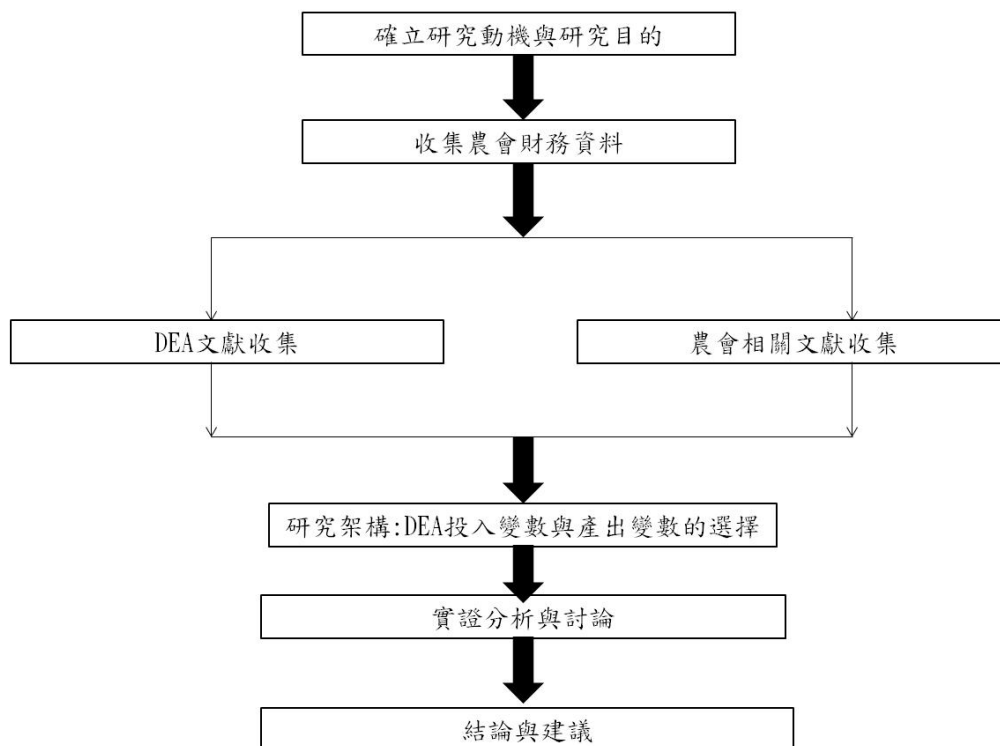 確立研究動機與研究目的
收集農會財務資料
DEA文獻收集
農會相關文獻收集
研究架構:DEA投入變數與產出變數的選擇
實證分析與討論
結論與建議